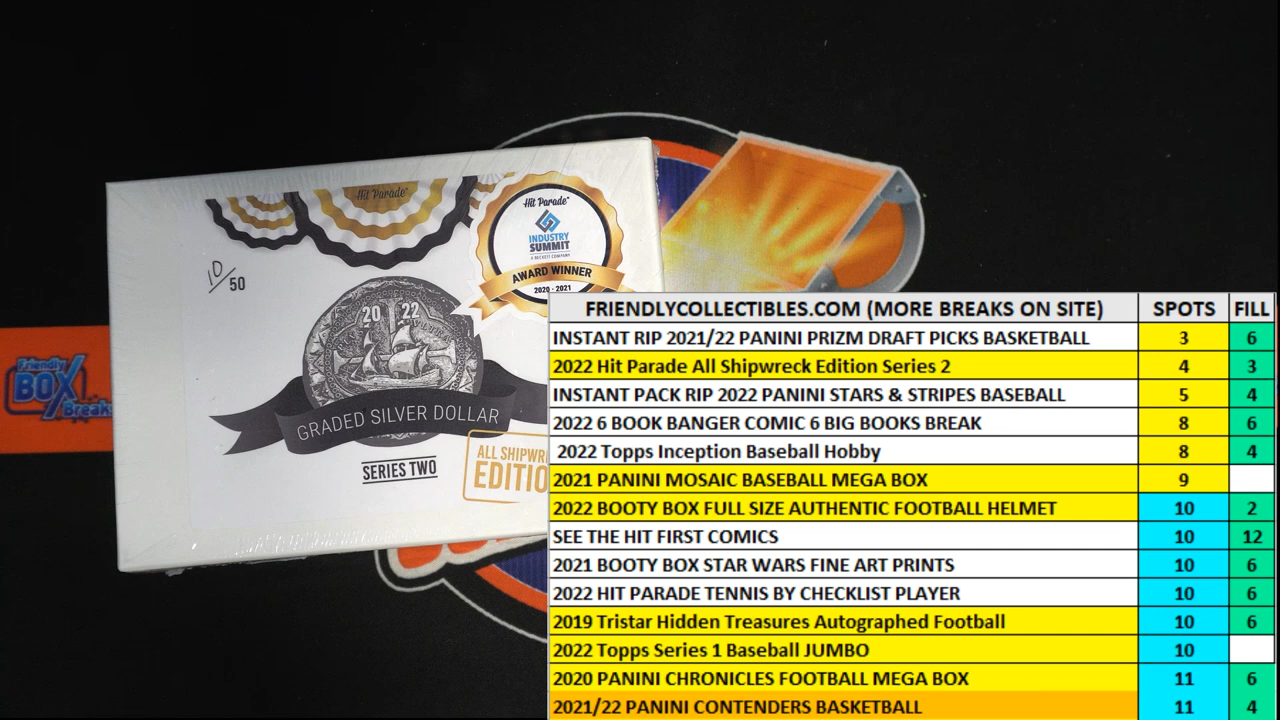 Hit Parade
Hit Parade
INDUSTRY
SUMMIT
A BECKETT COMPANY
AWARD WINNER
2020 - 2021
10/50
20 22
GRADED SILVER DOLLAR
SERIES TWO
ALL SHIPWR
EDITIO
Friendly
BOX
Breaks
FRIENDLYCOLLECTIBLES.COM (MORE BREAKS ON SITE) SPOTS FILL
INSTANT RIP 2021/22 PANINI PRIZM DRAFT PICKS BASKETBALL 3 6
2022 Hit Parade All Shipwreck Edition Series 2 4 3
INSTANT PACK RIP 2022 PANINI STARS & STRIPES BASEBALL 5 4
2022 6 BOOK BANGER COMIC 6 BIG BOOKS BREAK 8 6
2022 Topps Inception Baseball Hobby 8 4
2021 PANINI MOSAIC BASEBALL MEGA BOX 9
2022 BOOTY BOX FULL SIZE AUTHENTIC FOOTBALL HELMET 10 2
SEE THE HIT FIRST COMICS 10 12
2021 BOOTY BOX STAR WARS FINE ART PRINTS 10 6
2022 HIT PARADE TENNIS BY CHECKLIST PLAYER 10 6
2019 Tristar Hidden Treasures Autographed Football 10 6
2022 Topps Series 1 Baseball JUMBO 10
2020 PANINI CHRONICLES FOOTBALL MEGA BOX 11 6
2021/22 PANINI CONTENDERS BASKETBALL 11 4